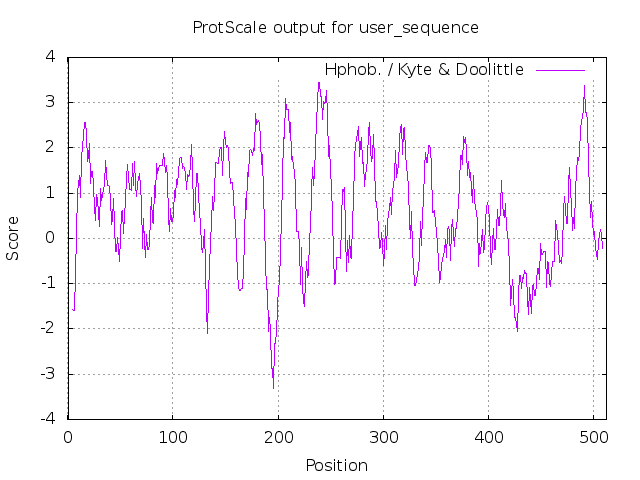 ProtScale output for user_sequence
Hphob. / Kyte & Doolittle
4
3
2
1
0
-1
-2
-3
-4
Score
0 100 200 300 400 500
Position